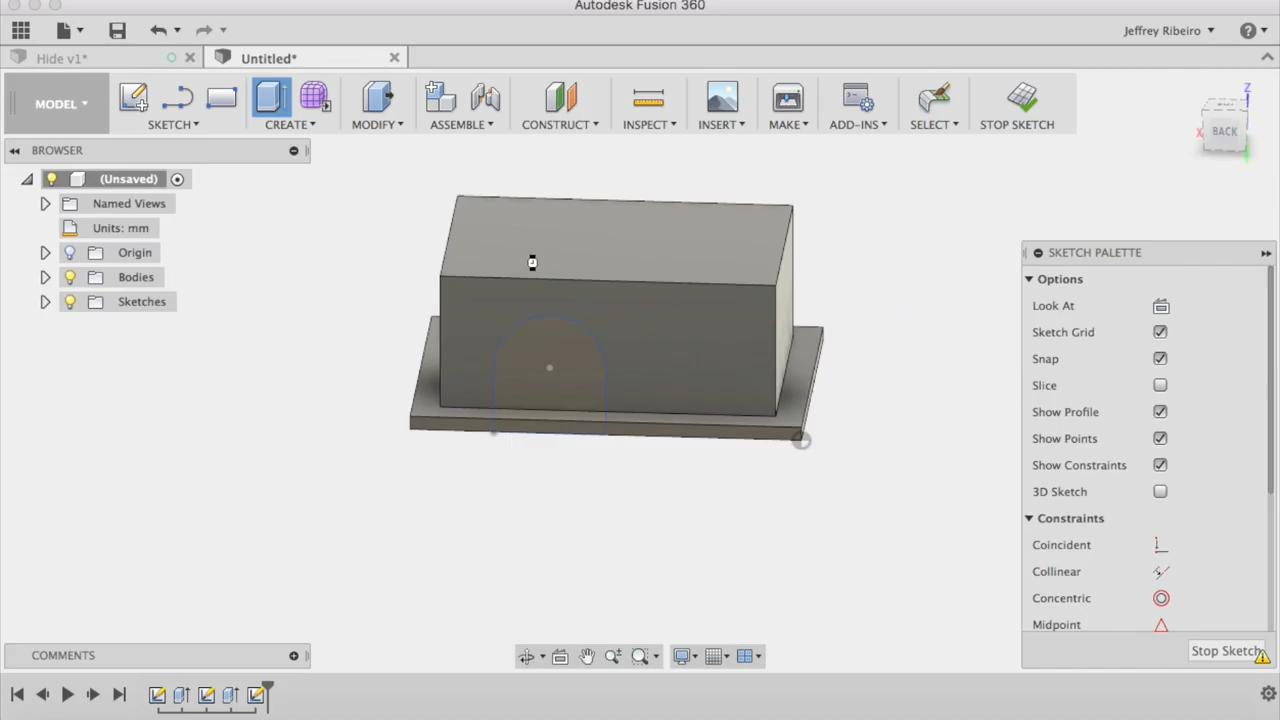 Autodesk Fusion 360
Jeffrey Ribeiro
Hide v1*
Untitled*
MODEL
SKETCH
CREATE
MODIFY
ASSEMBLE
CONSTRUCT
INSPECT
INSERT
MAKE
ADD-INS
SELECT
STOP SKETCH
Z
X
BACK
BROWSER
(Unsaved)
Named Views
Units: mm
Origin
Bodies
Sketches
SKETCH PALETTE
Options
Look At
Sketch Grid
Snap
Slice
Show Profile
Show Points
Show Constraints
3D Sketch
Constraints
Coincident
Collinear
Concentric
Midpoint
Stop Sketch
COMMENTS